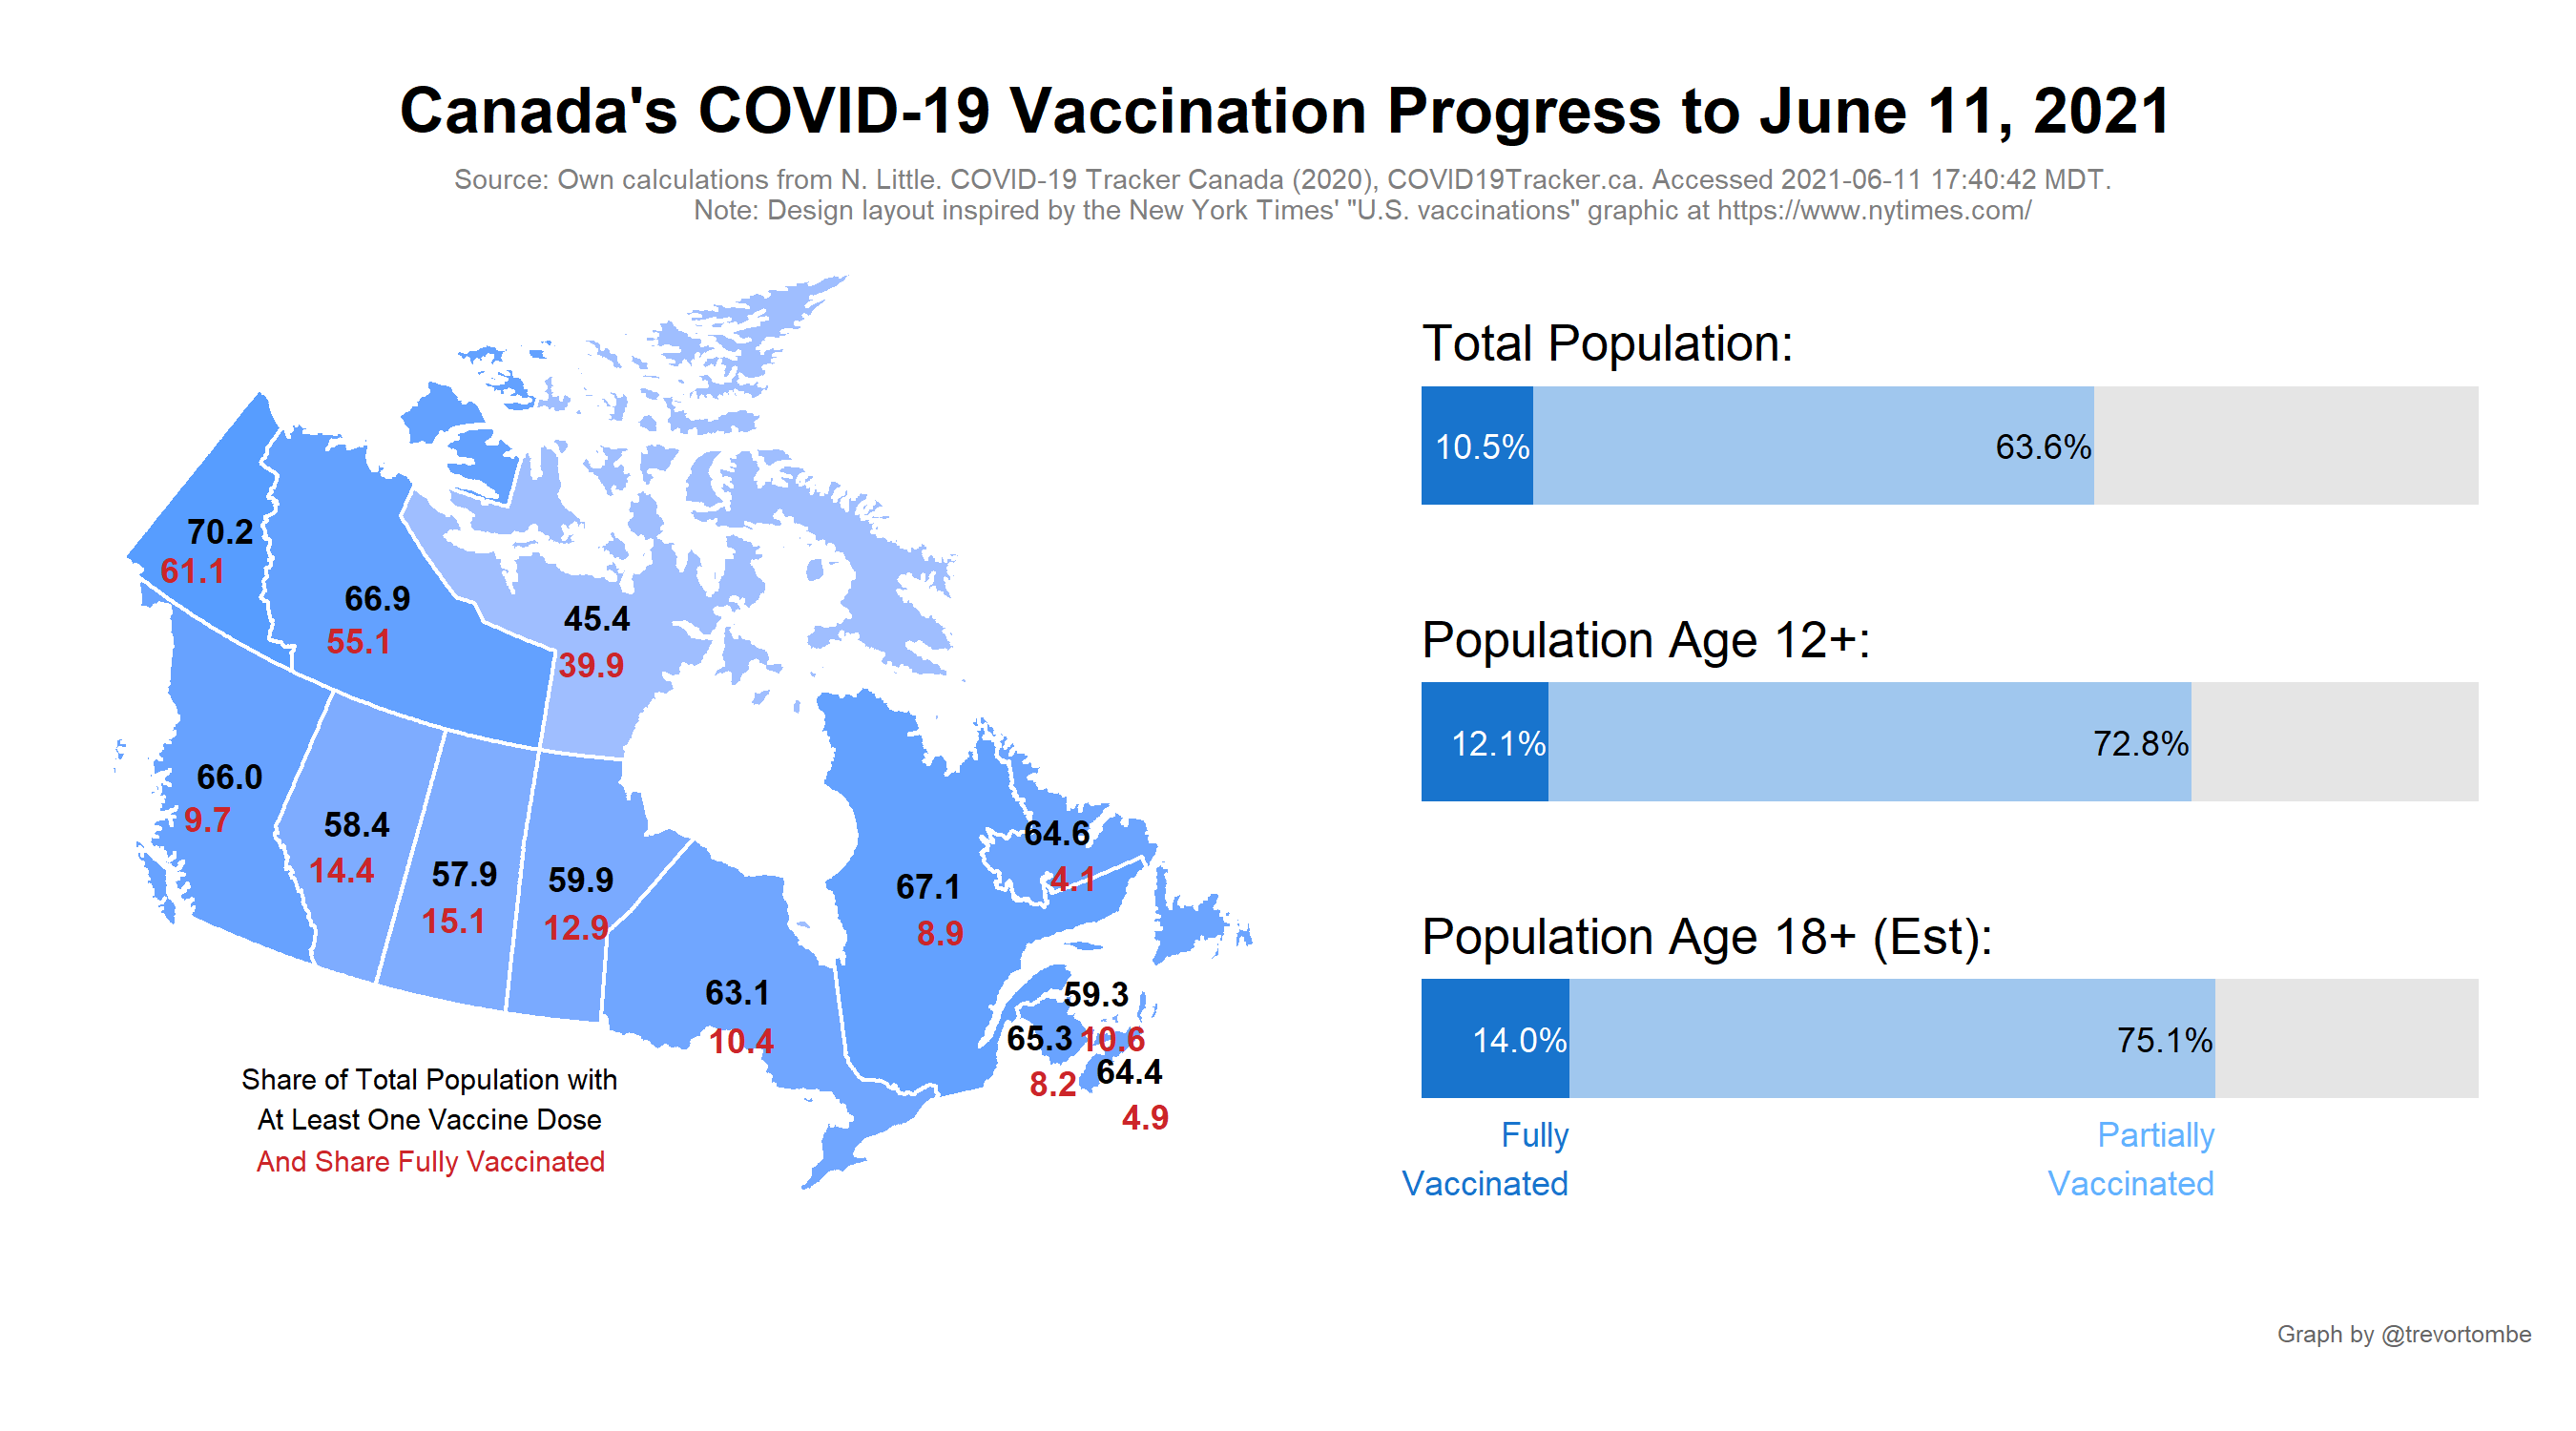 Canada's COVID-19 Vaccination Progress to June 11, 2021
Source: Own calculations from N. Little. COVID-19 Tracker Canada (2020), COVID19Tracker.ca. Accessed 2021-06-11 17:40:42 MDT.
Note: Design layout inspired by the New York Times' "U.S. vaccinations" graphic at https://www.nytimes.com/
70.2
61.1
66.9
55.1
45.4
39.9
66.0
9.7
58.4
14.4
57.9
15.1
59.9
12.9
63.1
10.4
67.1
8.9
64.6
4.1
59.3
10.6
65.3
8.2
64.4
4.9
Share of Total Population with
At Least One Vaccine Dose
And Share Fully Vaccinated
Total Population:
10.5%
63.6%
Population Age 12+:
12.1%
72.8%
Population Age 18+ (Est):
14.0%
75.1%
Fully
Vaccinated
Partially
Vaccinated
Graph by @trevortombe